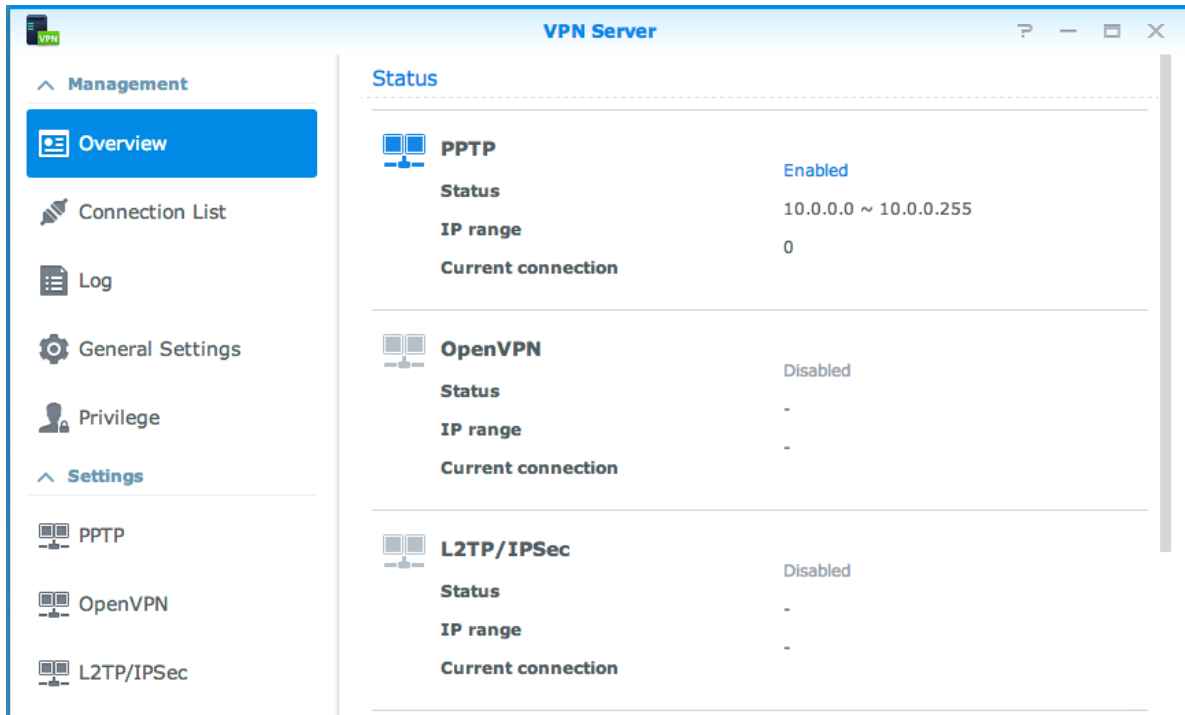 VPN
VPN Server
Management
Overview
Connection List
Log
General Settings
Privilege
Settings
PPTP
OpenVPN
L2TP/IPSec
Status
PPTP
Status
Enabled
IP range
10.0.0.0 ~ 10.0.0.255
Current connection
0
OpenVPN
Status
Disabled
IP range
-
Current connection
-
L2TP/IPSec
Status
Disabled
IP range
-
Current connection
-